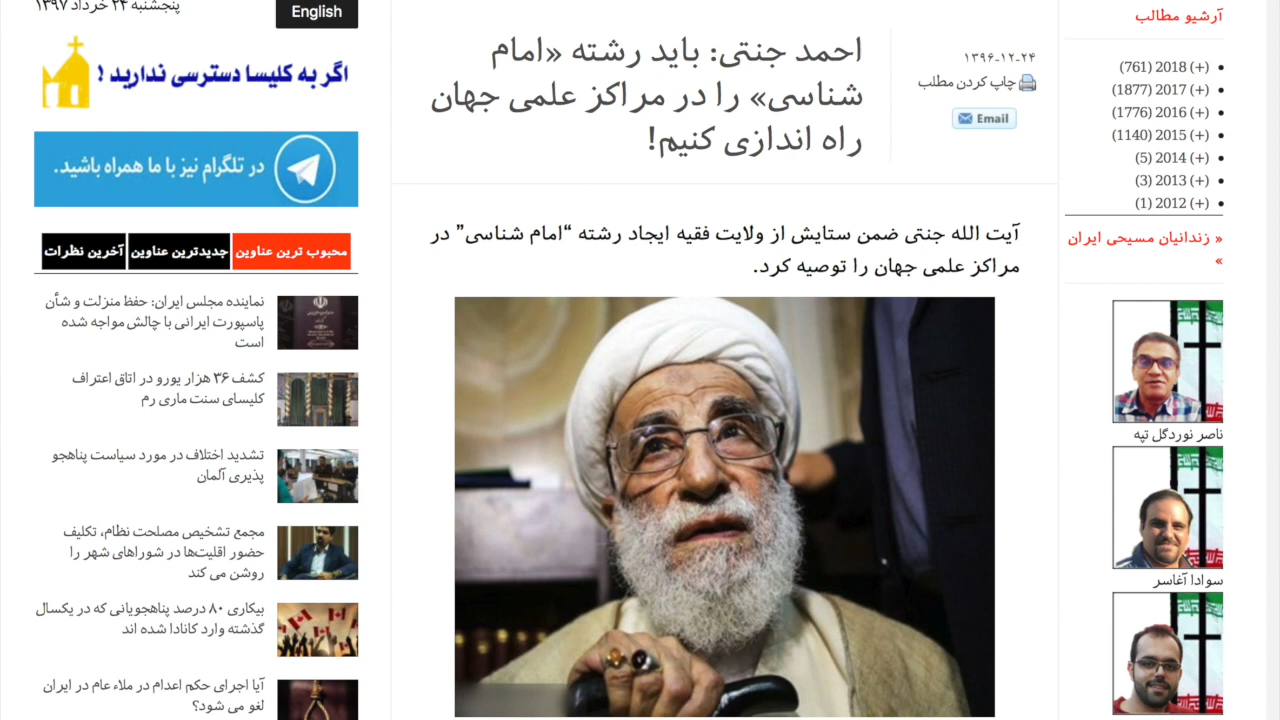 آرشیو مطالب
(+) 2018 (761)
(+) 2017 (1877)
(+) 2016 (1776)
(+) 2015 (1140)
(+) 2014 (5)
(+) 2013 (3)
(+) 2012 (1)
« زندانیان مسیحی ایران
»
ناصر نوردگل تپه
سوادا آغاسر
۱۳۹۶-۱۲-۲۴
چاپ کردن مطلب
Email
احمد جنتی: باید رشته «امام
شناسی» را در مراکز علمی جهان
راه اندازی کنیم!
آیت الله جنتی ضمن ستایش از ولایت فقیه ایجاد رشته “امام شناسی” در
مراکز علمی جهان را توصیه کرد.
پنجشنبه ۲۴ خرداد ۱۳۹۷
English
اگر به کلیسا دسترسی ندارید ؟
در تلگرام نیز با ما همراه باشید.
محبوب ترین عناوین
جدیدترین عناوین
آخرین نظرات
نماینده مجلس ایران: حفظ منزلت و شأن
پاسپورت ایرانی با چالش مواجه شده
است
کشف ۳۶ هزار یورو در اتاق اعتراف
کلیسای سنت ماری رم
تشدید اختلاف در مورد سیاست پناهجو
پذیری آلمان
مجمع تشخیص مصلحت نظام، تکلیف
حضور اقلیت‌ها در شوراهای شهر را
روشن می کند
بیکاری ۸۰ درصد پناهجویانی که در یکسال
گذشته وارد کانادا شده اند
آیا اجرای حکم اعدام در ملاء عام در ایران
لغو می شود؟